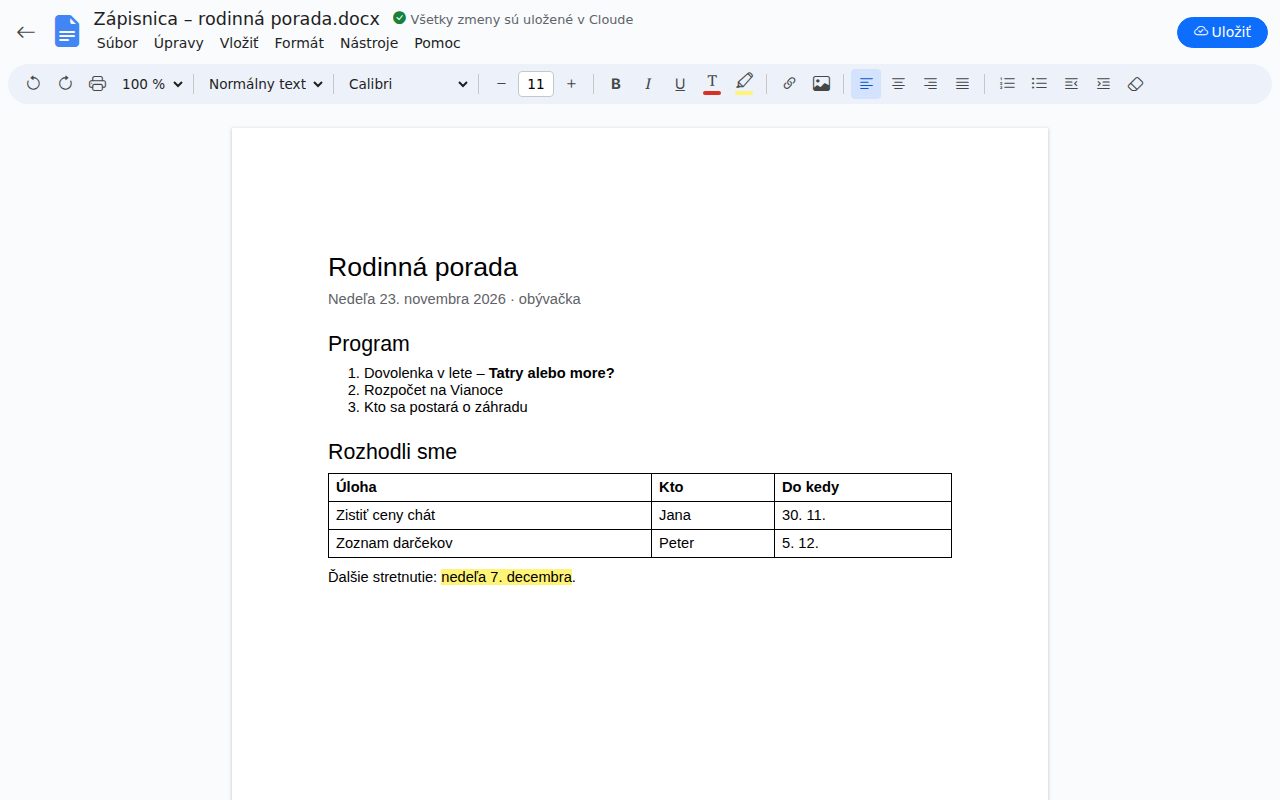 Zápisnica – rodinná porada.docx
Všetky zmeny sú uložené v Cloude
Súbor Úpravy Vložiť Formát Nástroje Pomoc
Uložiť
100 % Normálny text Calibri − 11 + B I U T
Rodinná porada
Nedeľa 23. novembra 2026 · obývačka
Program
1. Dovolenka v lete – Tatry alebo more?
2. Rozpočet na Vianoce
3. Kto sa postará o záhradu
Rozhodli sme
Úloha Kto Do kedy
Zistiť ceny chát Jana 30. 11.
Zoznam darčekov Peter 5. 12.
Ďalšie stretnutie: nedeľa 7. decembra.